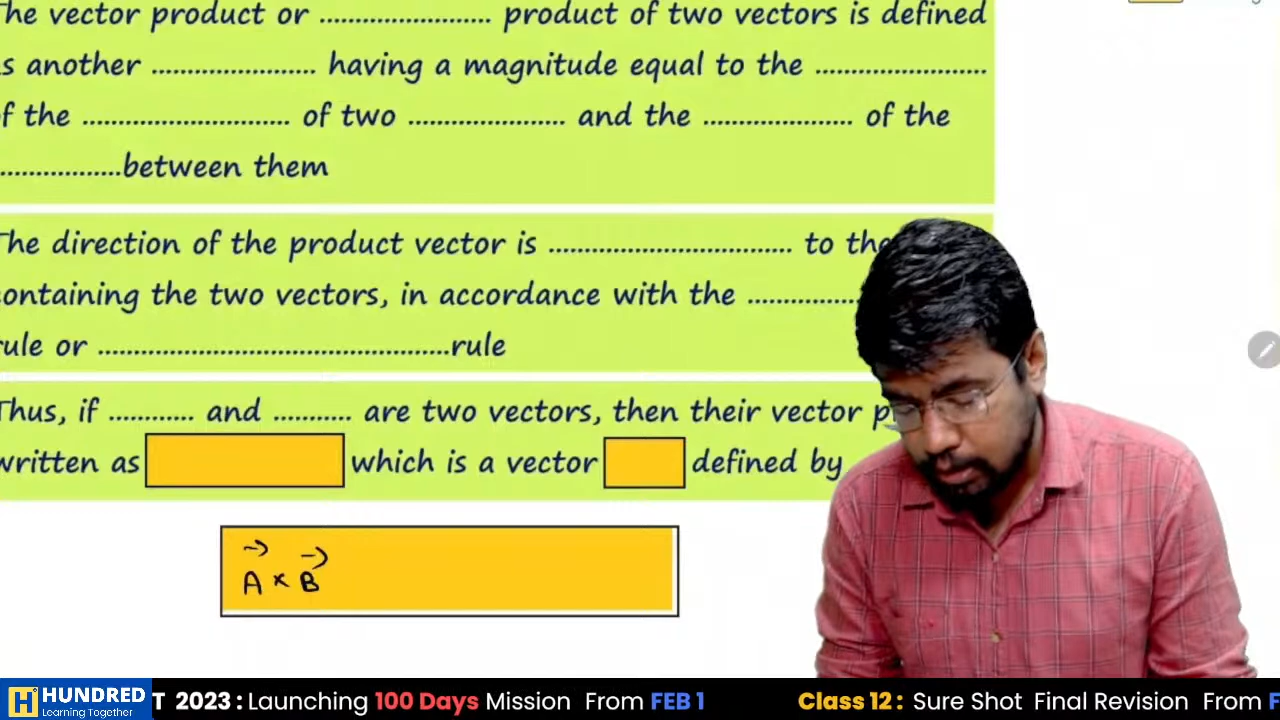 The vector product or ........................ product of two vectors is defined
s another ....................... having a magnitude equal to the ........................
f the ............................. of two ...................... and the ..................... of the
.................between them
The direction of the product vector is .................................. to the
ontaining the two vectors, in accordance with the ...............
rule or .................................................rule
Thus, if ............ and ........... are two vectors, then their vector p
written as which is a vector defined by
A⃗ × B⃗
HUNDRED
Learning Together
T 2023 : Launching 100 Days Mission From FEB 1 Class 12 : Sure Shot Final Revision From F